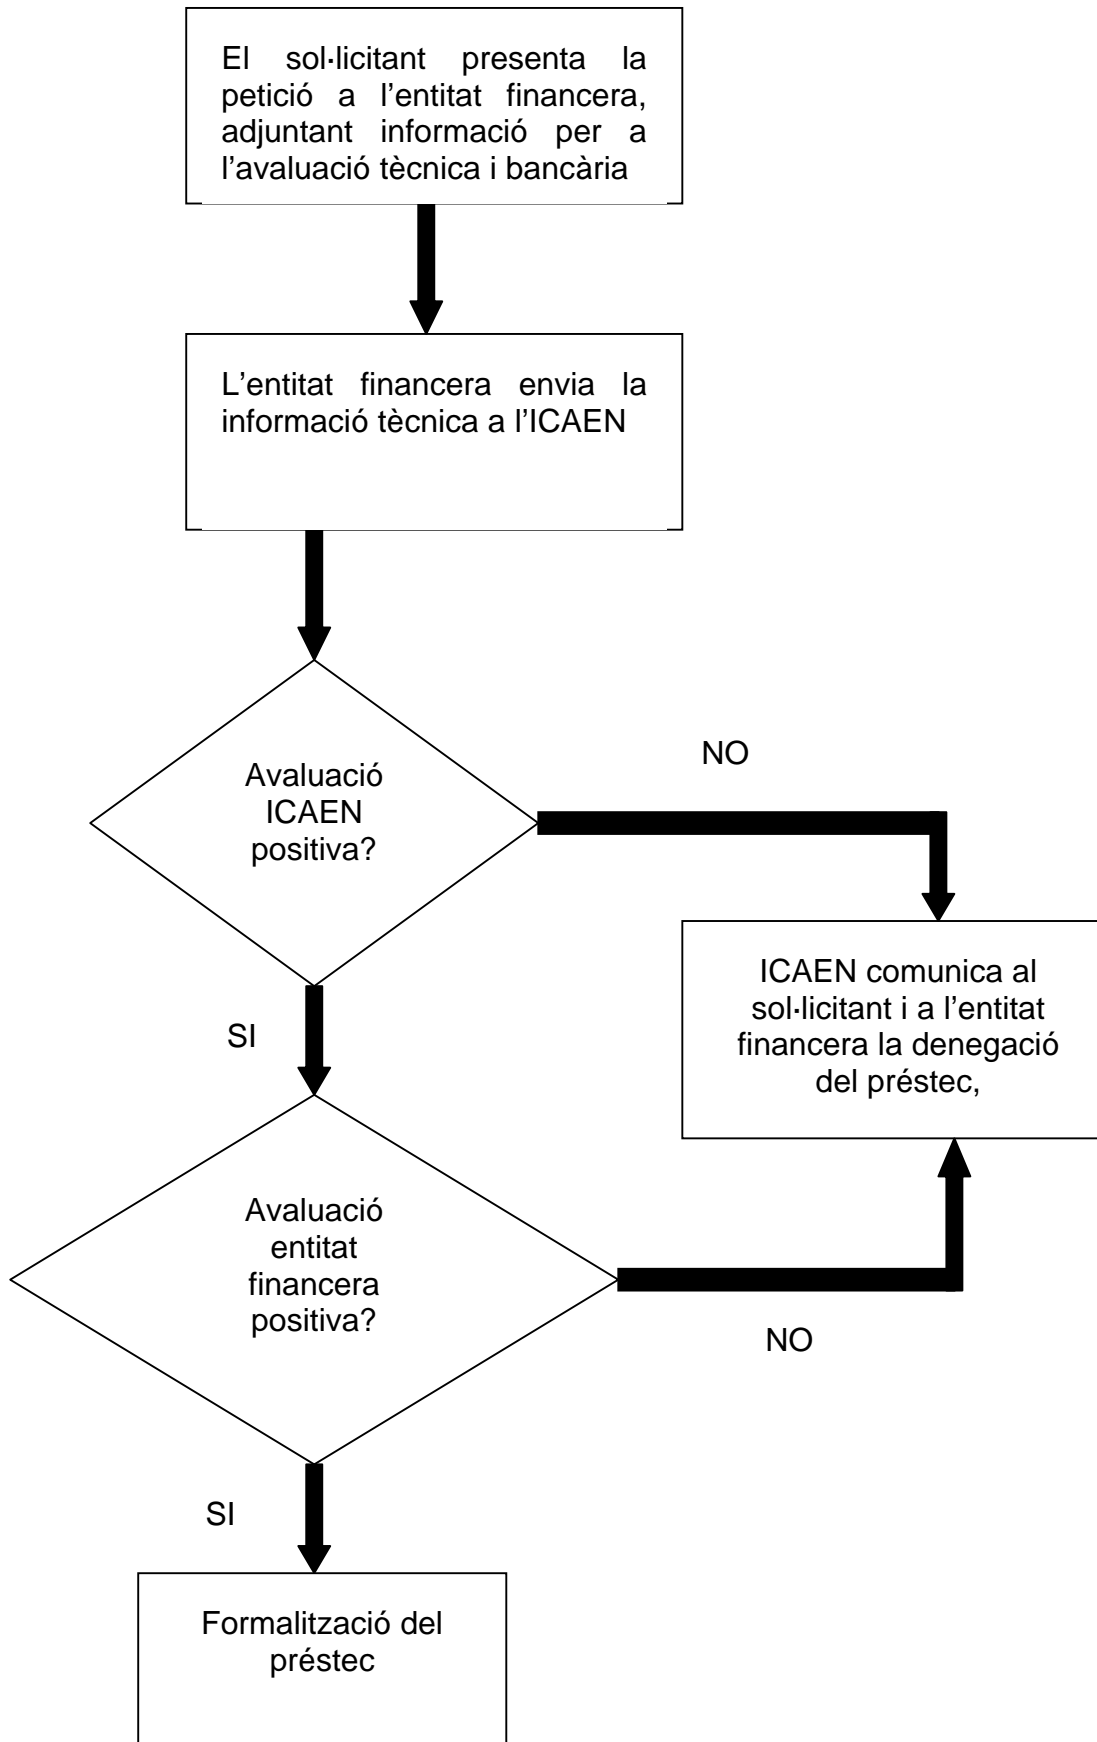 El sol·licitant presenta la
petició a l’entitat financera,
adjuntant informació per a
l’avaluació tècnica i bancària
L’entitat financera envia la
informació tècnica a l’ICAEN
Avaluació
ICAEN
positiva?
NO
ICAEN comunica al
sol·licitant i a l’entitat
financera la denegació
del préstec,
SI
Avaluació
entitat
financera
positiva?
NO
SI
Formalització del
préstec